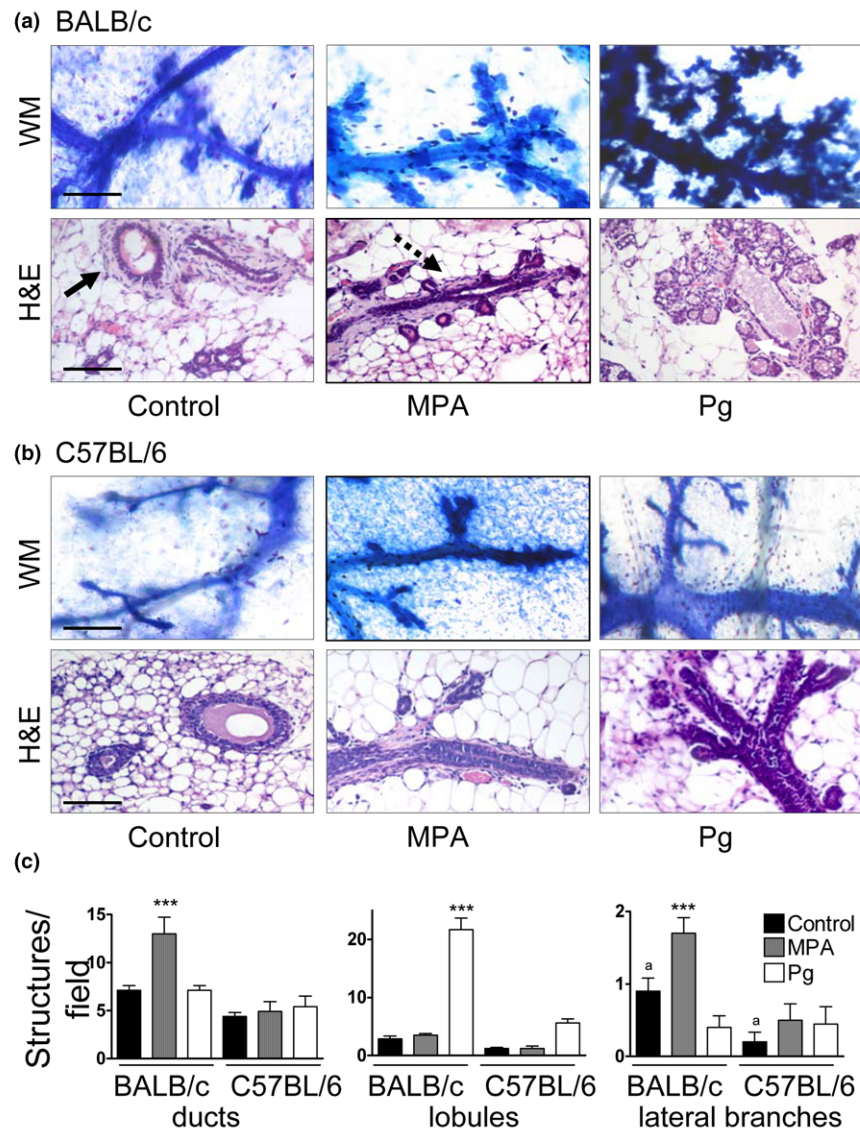 (a) BALB/c
WM
H&E
Control MPA Pg
(b) C57BL/6
WM
H&E
Control MPA Pg
(c)
Structures/
field
15
10
5
0
***
BALB/c C57BL/6
ducts
20
10
0
***
BALB/c C57BL/6
lobules
2
1
0
a
***
a
Control
MPA
Pg
BALB/c C57BL/6
lateral branches